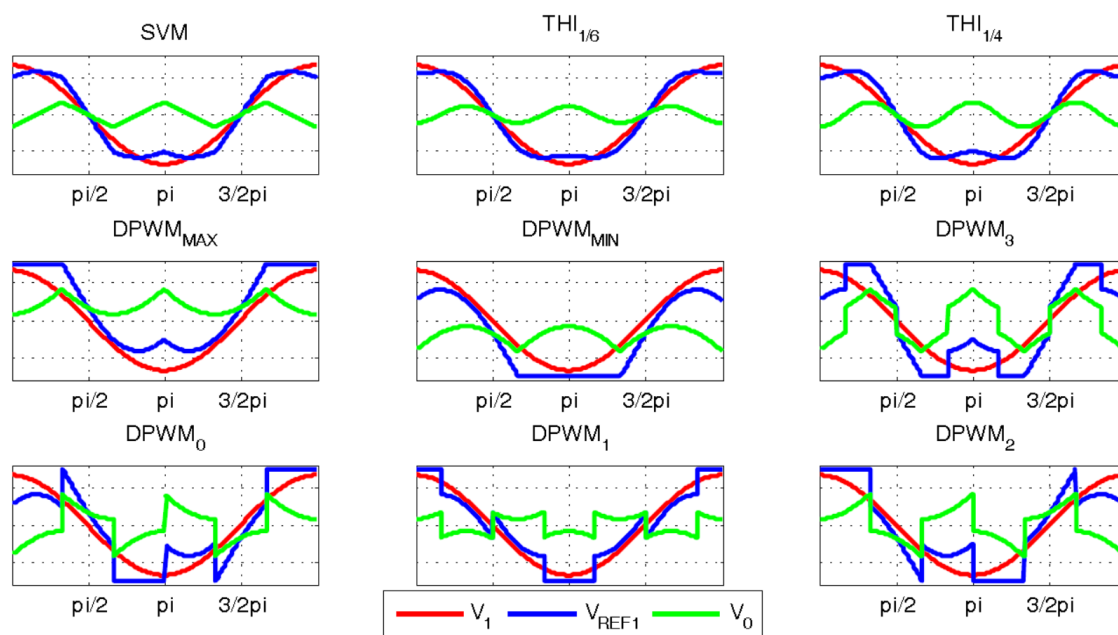 SVM THI1/6 THI1/4
pi/2 pi 3/2pi pi/2 pi 3/2pi pi/2 pi 3/2pi
DPWMMAX DPWMMIN DPWM3
pi/2 pi 3/2pi pi/2 pi 3/2pi pi/2 pi 3/2pi
DPWM0 DPWM1 DPWM2
pi/2 pi 3/2pi pi/2 pi 3/2pi pi/2 pi 3/2pi
V1 VREF1 V0